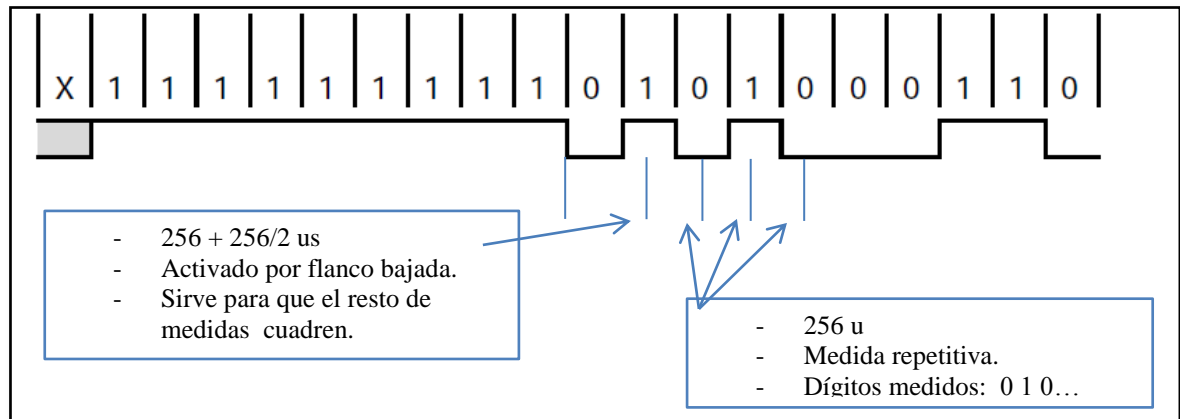 X 1 1 1 1 1 1 1 1 1 0 1 0 1 0 0 0 1 1 0
- 256 + 256/2 us
- Activado por flanco bajada.
- Sirve para que el resto de
medidas cuadren.
- 256 u
- Medida repetitiva.
- Dígitos medidos: 0 1 0…